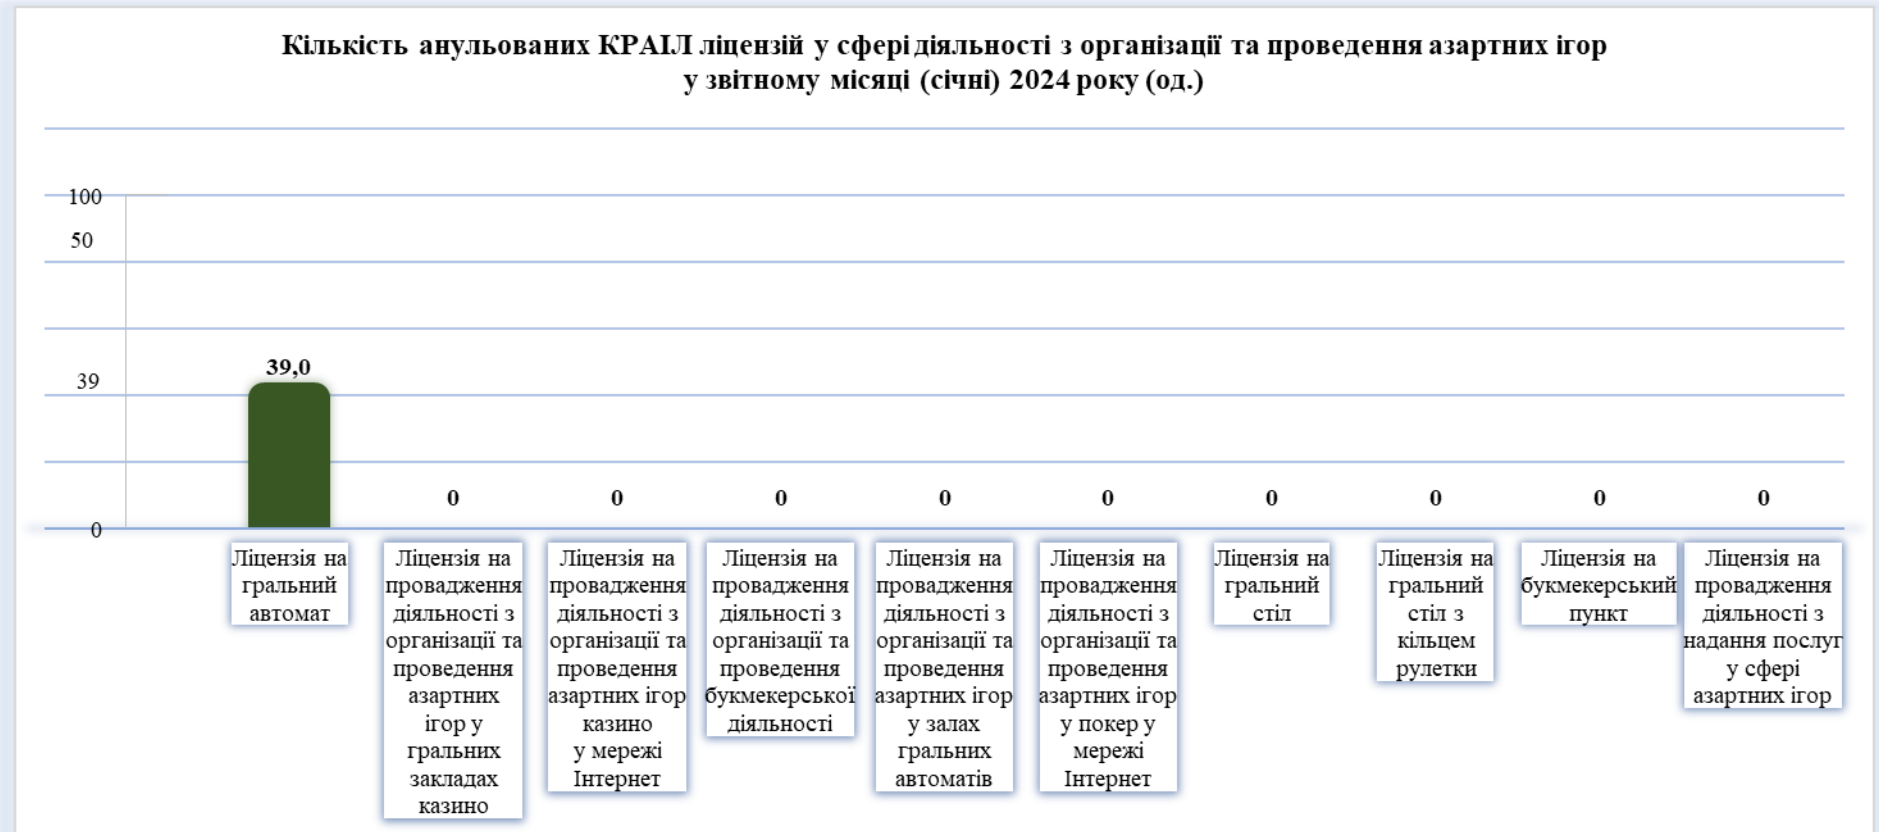 Кількість анульованих КРАІЛ ліцензій у сфері діяльності з організації та проведення азартних ігор
у звітному місяці (січні) 2024 року (од.)
100
50
39
0
39,0
0
0
0
0
0
0
0
0
0
Ліцензія на
гральний
автомат
Ліцензія на
провадження
діяльності з
організації та
проведення
азартних
ігор у
гральних
закладах
казино
Ліцензія на
провадження
діяльності з
організації та
проведення
азартних ігор
казино
у мережі
Інтернет
Ліцензія на
провадження
діяльності з
організації та
проведення
букмекерської
діяльності
Ліцензія на
провадження
діяльності з
організації та
проведення
азартних ігор
у залах
гральних
автоматів
Ліцензія на
провадження
діяльності з
організації та
проведення
азартних ігор
у покер у
мережі
Інтернет
Ліцензія на
гральний
стіл
Ліцензія на
гральний
стіл з
кільцем
рулетки
Ліцензія на
букмекерський
пункт
Ліцензія на
провадження
діяльності з
надання послуг
у сфері
азартних ігор